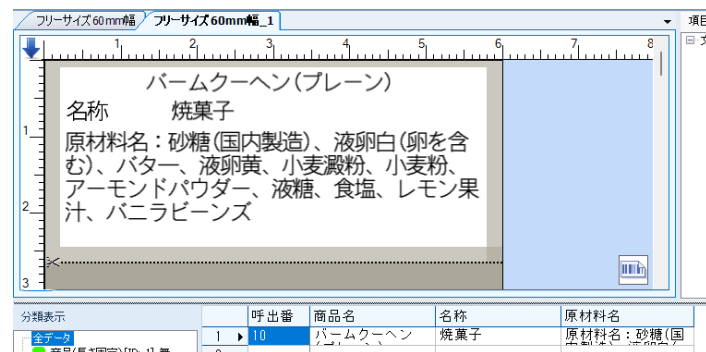 フリーサイズ60mm幅 フリーサイズ60mm幅_1
項目
1 2 3 4 5 6 7 8
バームクーヘン(プレーン)
名称 焼菓子
原材料名：砂糖(国内製造)、液卵白(卵を含
む)、バター、液卵黄、小麦澱粉、小麦粉、
アーモンドパウダー、液糖、食塩、レモン果
汁、バニラビーンズ
1
2
3
分類表示
呼出番 商品名 名称 原材料名
全データ
1 10 バームクーヘン 焼菓子 原材料名：砂糖(国